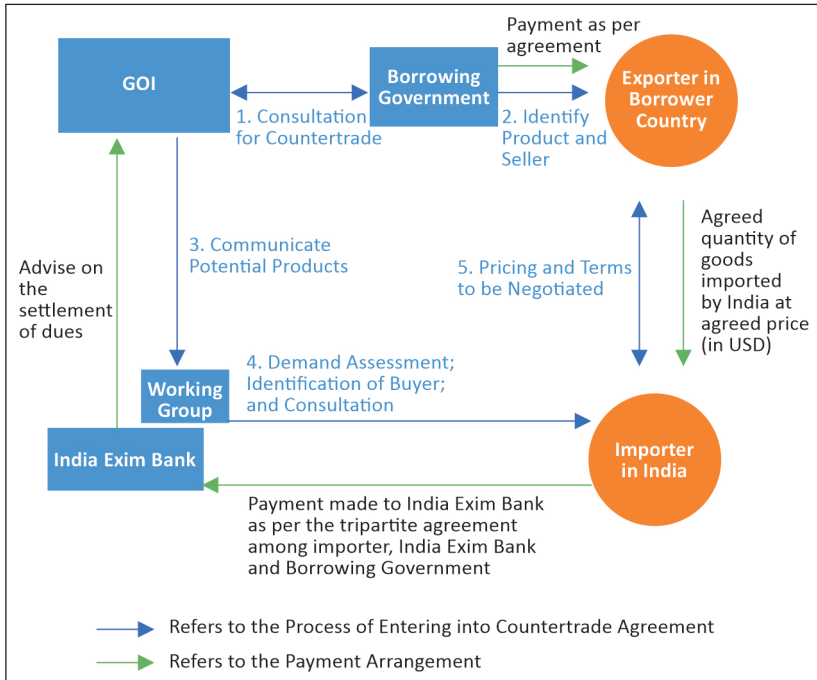 GOI
Borrowing
Government
Payment as per
agreement
Exporter in
Borrower
Country
1. Consultation
for Countertrade
2. Identify
Product and
Seller
3. Communicate
Potential Products
Advise on
the
settlement
of dues
5. Pricing and Terms
to be Negotiated
Agreed
quantity of
goods
imported
by India at
agreed price
(in USD)
Working
Group
4. Demand Assessment;
Identification of Buyer;
and Consultation
India Exim Bank
Importer
in India
Payment made to India Exim Bank
as per the tripartite agreement
among importer, India Exim Bank
and Borrowing Government
Refers to the Process of Entering into Countertrade Agreement
Refers to the Payment Arrangement